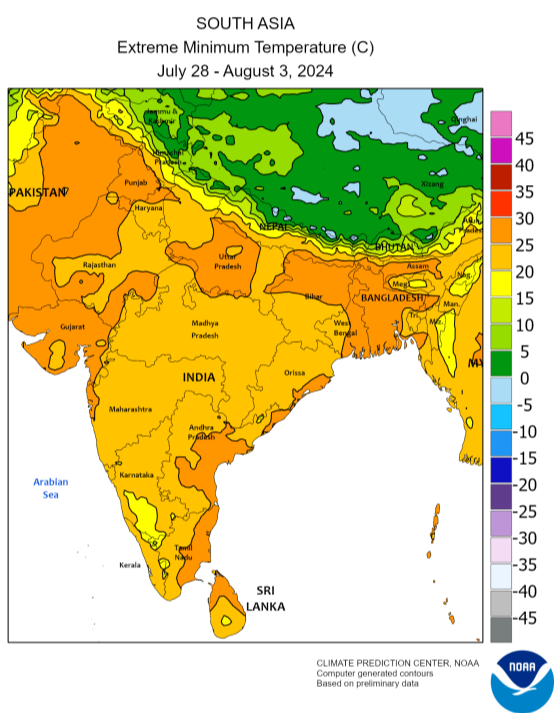 SOUTH ASIA
Extreme Minimum Temperature (C)
July 28 - August 3, 2024
Jammu &
Kashmir
Qinghai
Himachal
Pradesh
Xizang
PAKISTAN
Punjab
Haryana
NEPAL
BHUTAN
Uttar
Pradesh
Rajasthan
Assam
Meg.
Nag.
Bihar
BANGLADESH
Man.
Tri.
Miz.
Gujarat
Madhya
Pradesh
West
Bengal
INDIA
Orissa
MY
Maharashtra
Andhra
Pradesh
Karnataka
Arabian
Sea
Tamil
Nadu
Kerala
SRI
LANKA
45
40
35
30
25
20
15
10
5
0
-5
-10
-15
-20
-25
-30
-35
-40
-45
CLIMATE PREDICTION CENTER, NOAA
Computer generated contours
Based on preliminary data
NOAA